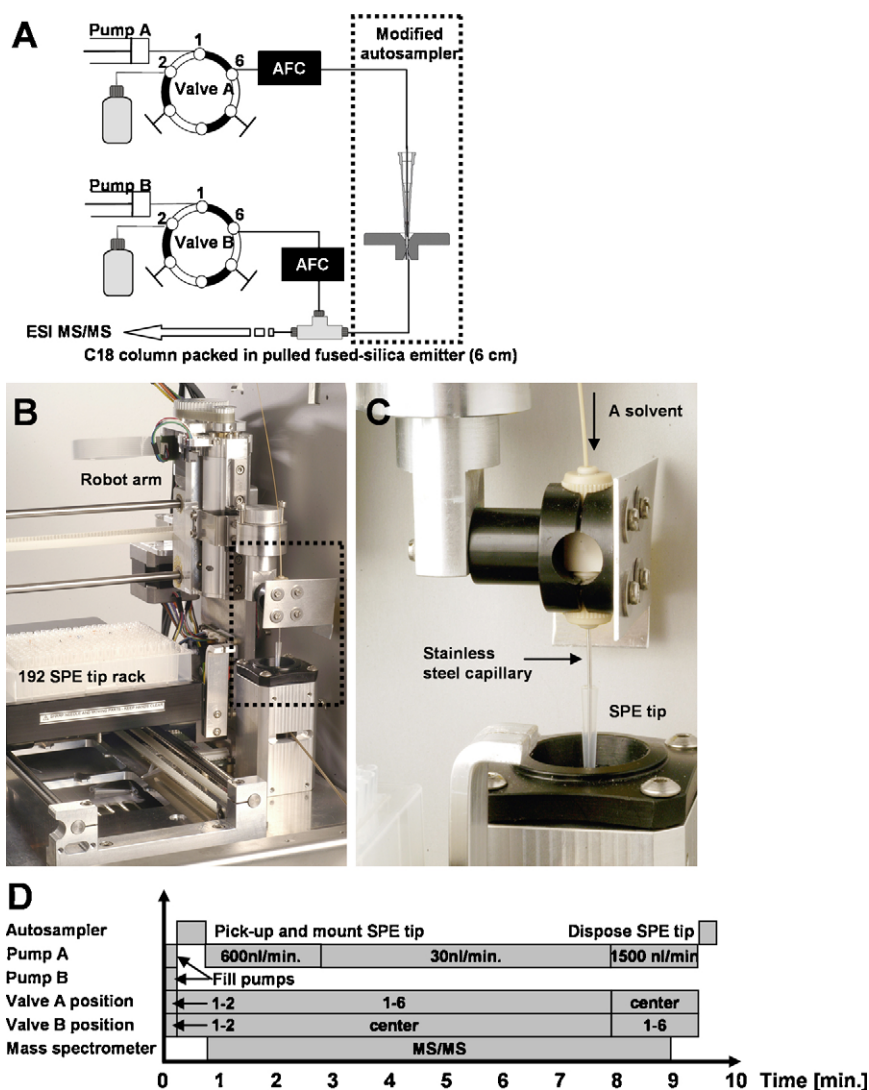 A
Pump A
1
2
6
Valve A
AFC
Modified
autosampler
Pump B
1
2
6
Valve B
AFC
ESI MS/MS
C18 column packed in pulled fused-silica emitter (6 cm)
B
Robot arm
192 SPE tip rack
C
A solvent
Stainless
steel capillary
SPE tip
D
Autosampler
Pick-up and mount SPE tip
Dispose SPE tip
Pump A
600nl/min.
30nl/min.
1500 nl/min
Pump B
Fill pumps
Valve A position
1-2
1-6
center
Valve B position
1-2
center
1-6
Mass spectrometer
MS/MS
0 1 2 3 4 5 6 7 8 9 10 Time [min.]